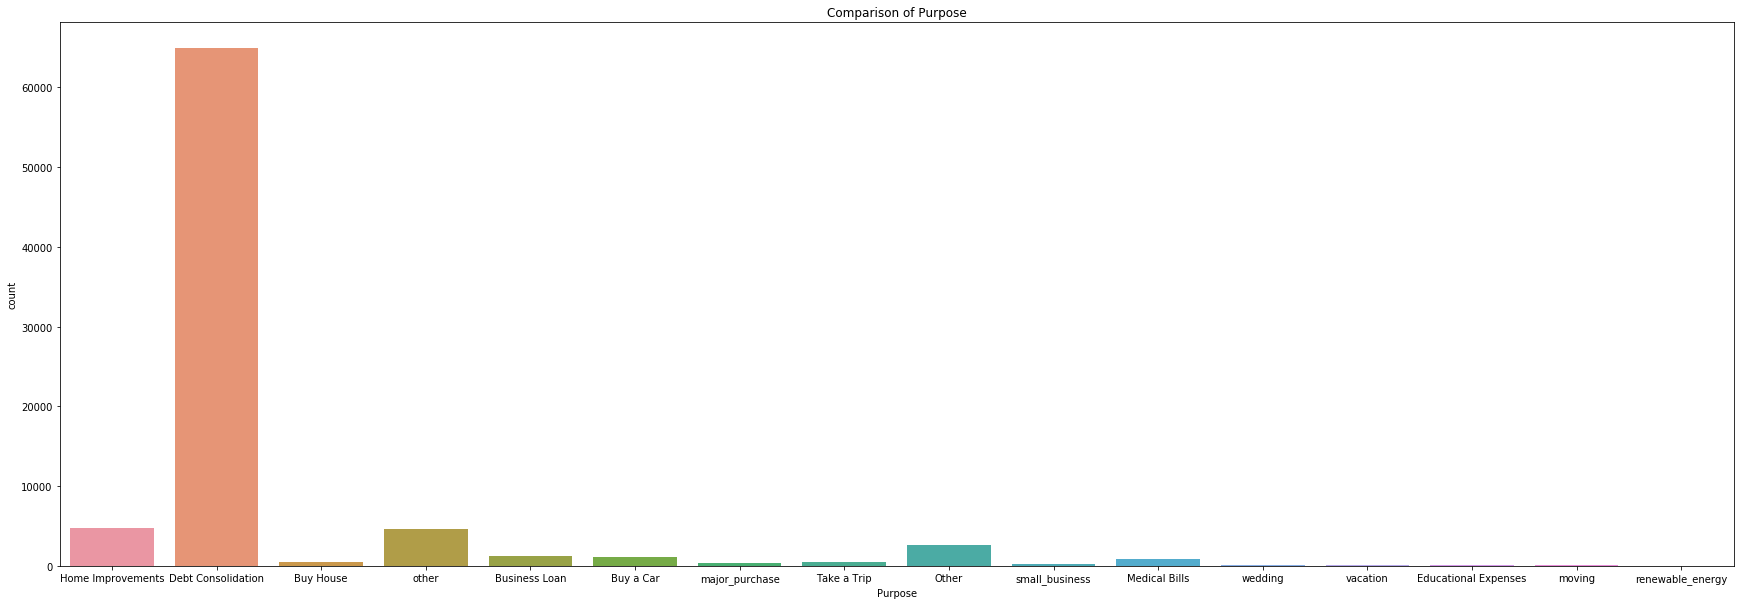 Comparison of Purpose
60000
50000
40000
30000
20000
10000
0
count
Home Improvements Debt Consolidation Buy House other Business Loan Buy a Car major_purchase Take a Trip Other small_business Medical Bills wedding vacation Educational Expenses moving renewable_energy
Purpose